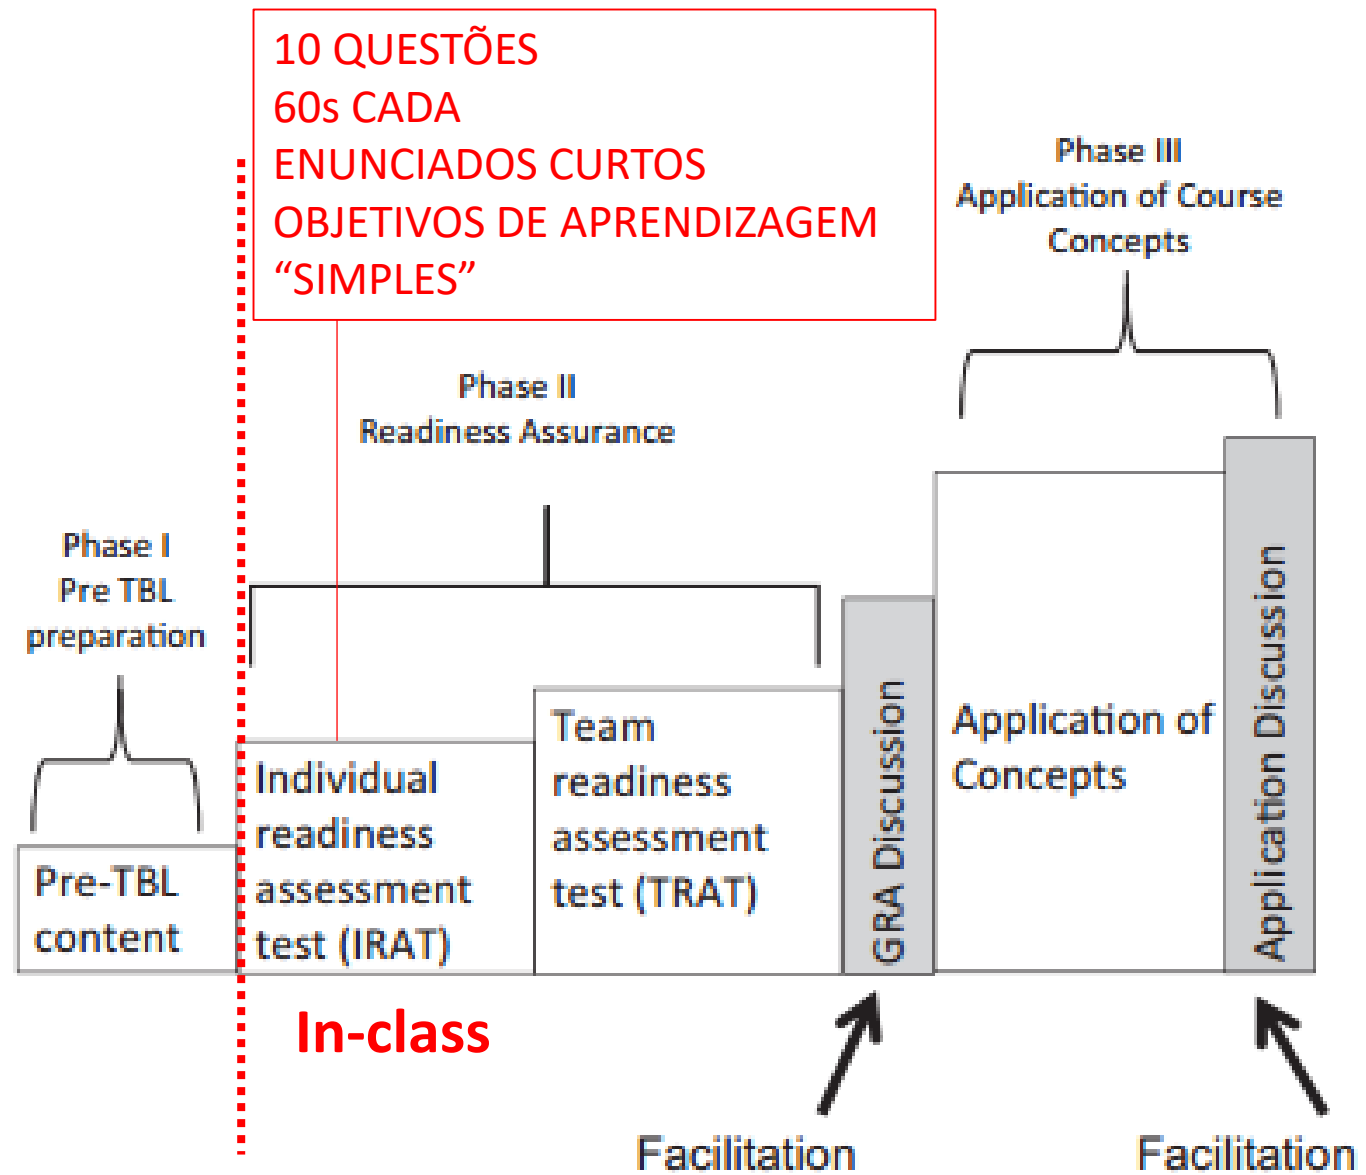 10 QUESTÕES
60s CADA
ENUNCIADOS CURTOS
OBJETIVOS DE APRENDIZAGEM
“SIMPLES”
Phase III
Application of Course
Concepts
Phase II
Readiness Assurance
Phase I
Pre TBL
preparation
Pre-TBL
content
Individual
readiness
assessment
test (IRAT)
Team
readiness
assessment
test (TRAT)
GRA Discussion
Application of
Concepts
Application Discussion
In-class
Facilitation
Facilitation